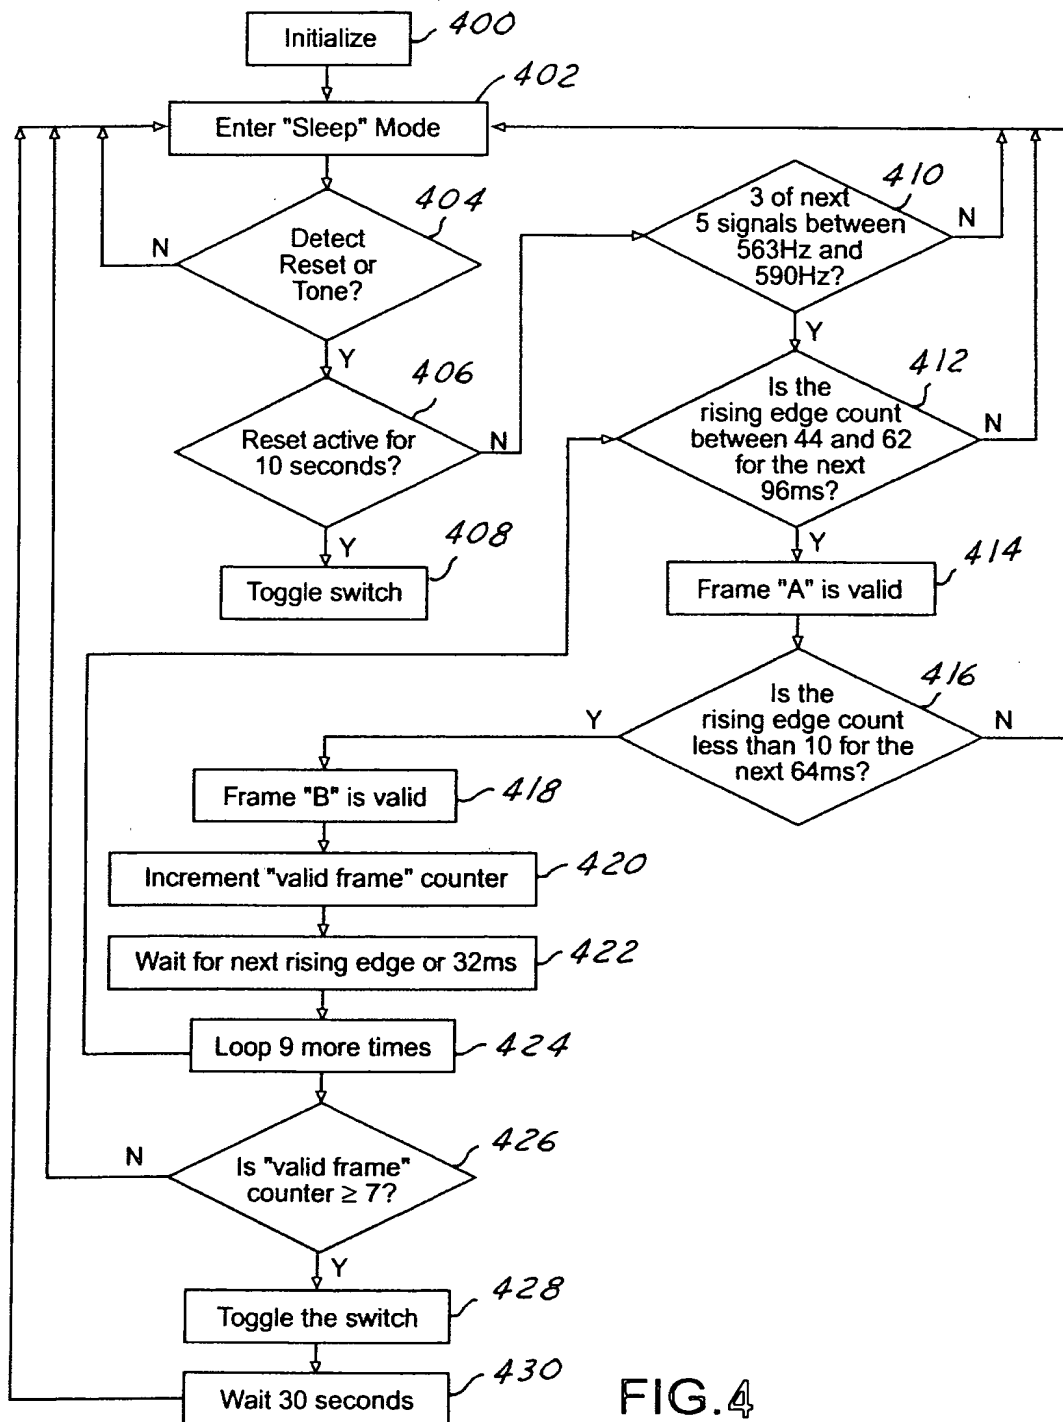 Initialize
400
402
Enter "Sleep" Mode
404
Detect
Reset or
Tone?
N
Y
406
Reset active for
10 seconds?
N
Y
408
Toggle switch
410
3 of next
5 signals between
563Hz and
590Hz?
N
Y
412
Is the
rising edge count
between 44 and 62
for the next
96ms?
N
Y
414
Frame "A" is valid
416
Is the
rising edge count
less than 10 for the
next 64ms?
Y
N
Frame "B" is valid
418
Increment "valid frame" counter
420
Wait for next rising edge or 32ms
422
Loop 9 more times
424
426
Is "valid frame"
counter ≥ 7?
N
Y
428
Toggle the switch
430
Wait 30 seconds
FIG.4